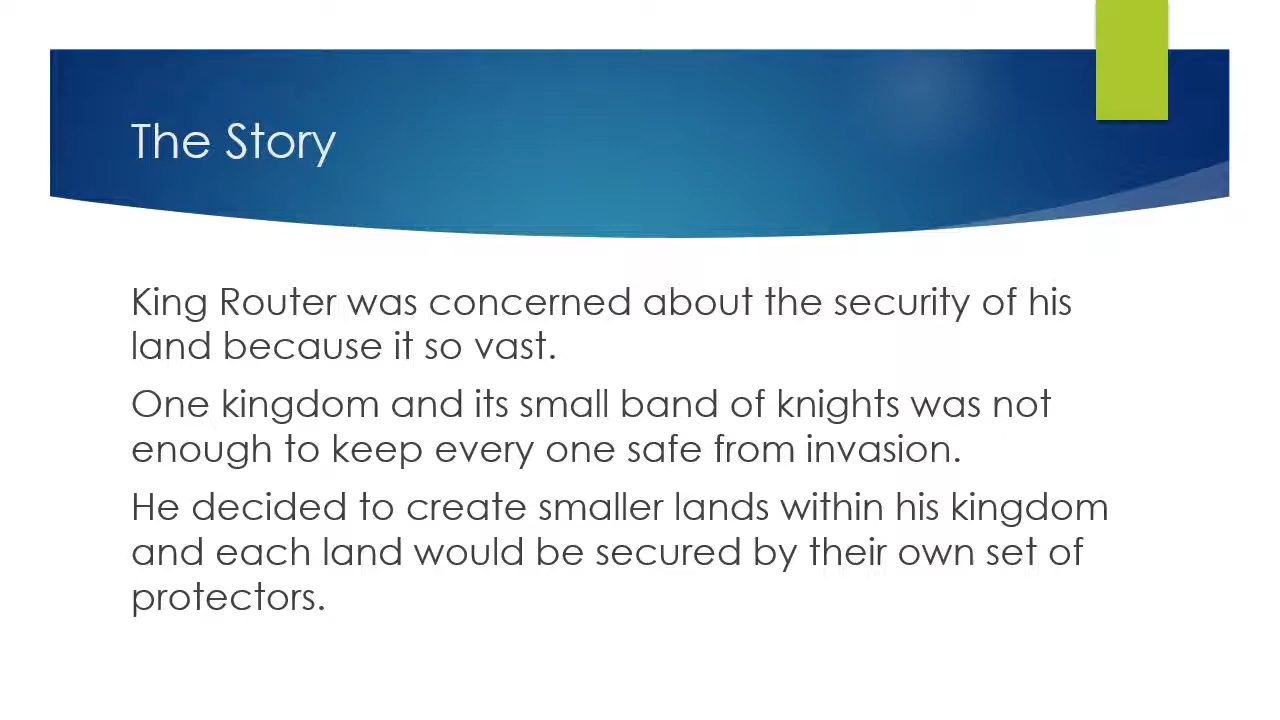 The Story
King Router was concerned about the security of his
land because it so vast.
One kingdom and its small band of knights was not
enough to keep every one safe from invasion.
He decided to create smaller lands within his kingdom
and each land would be secured by their own set of
protectors.